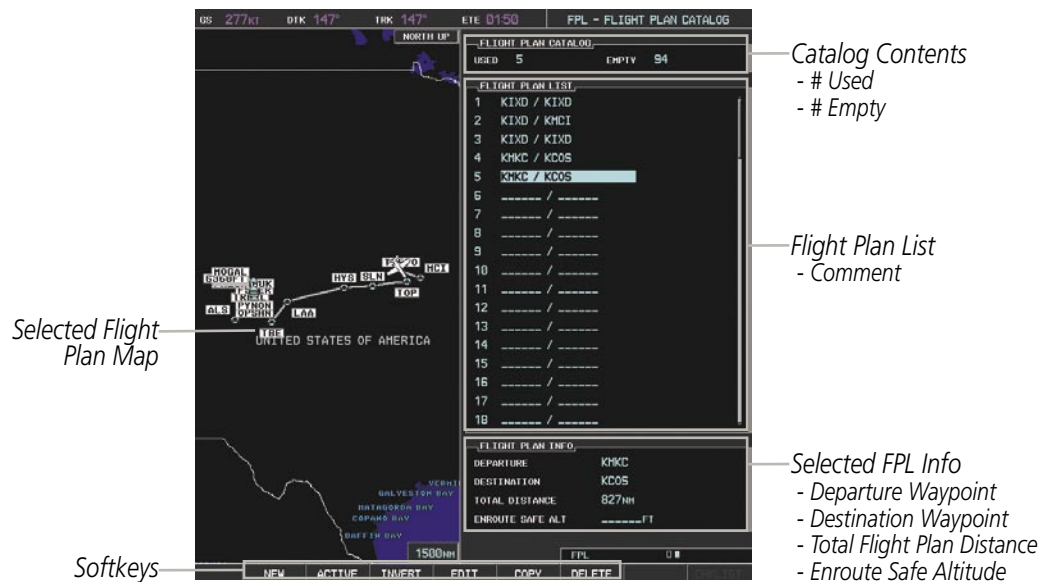 GS 277KT DTK 147° TRK 147° ETE 01:50 FPL - FLIGHT PLAN CATALOG
NORTH UP
FLIGHT PLAN CATALOG
USED 5 EMPTY 94
FLIGHT PLAN LIST
1 KIXD / KIXD
2 KIXD / KMCI
3 KIXD / KIXD
4 KMKC / KCOS
5 KMKC / KCOS
6 ______ / ______
7 ______ / ______
8 ______ / ______
9 ______ / ______
10 ______ / ______
11 ______ / ______
12 ______ / ______
13 ______ / ______
14 ______ / ______
15 ______ / ______
16 ______ / ______
17 ______ / ______
18 ______ / ______
MOGAL
HYS SLN MCI
TOP
ALS PYNON
OPSHN LAA
TBE
UNITED STATES OF AMERICA
FLIGHT PLAN INFO
DEPARTURE KMKC
DESTINATION KCOS
TOTAL DISTANCE 827NM
ENROUTE SAFE ALT ______FT
GALVESTON BAY
MATAGORDA BAY
COPANO BAY
BAFFIN BAY
1500NM
FPL
NEW ACTIVE INVERT EDIT COPY DELETE
Catalog Contents
- # Used
- # Empty
Flight Plan List
- Comment
Selected Flight
Plan Map
Selected FPL Info
- Departure Waypoint
- Destination Waypoint
- Total Flight Plan Distance
- Enroute Safe Altitude
Softkeys